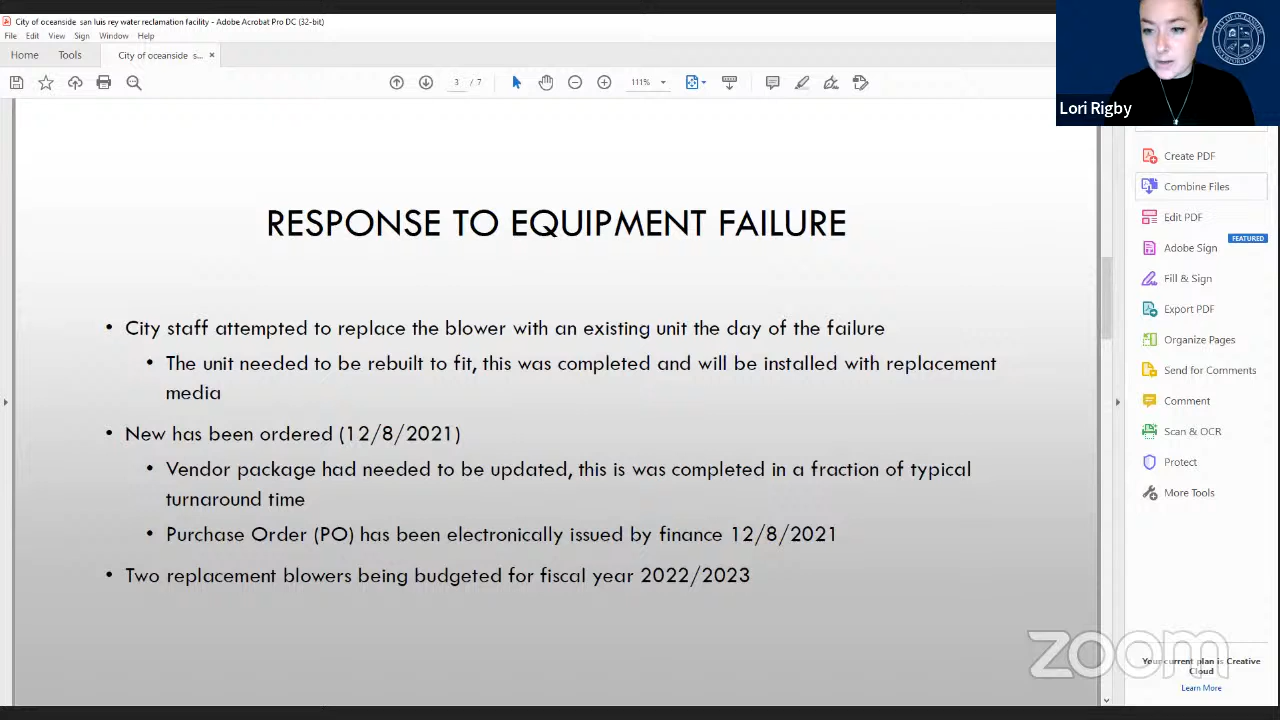 City of oceanside san luis rey water reclamation facility - Adobe Acrobat Pro DC (32-bit)
File Edit View Sign Window Help
Home Tools City of oceanside s... ×
3 / 7 111%
Lori Rigby
RESPONSE TO EQUIPMENT FAILURE
• City staff attempted to replace the blower with an existing unit the day of the failure
• The unit needed to be rebuilt to fit, this was completed and will be installed with replacement
media
• New has been ordered (12/8/2021)
• Vendor package had needed to be updated, this is was completed in a fraction of typical
turnaround time
• Purchase Order (PO) has been electronically issued by finance 12/8/2021
• Two replacement blowers being budgeted for fiscal year 2022/2023
Create PDF
Combine Files
Edit PDF
FEATURED
Adobe Sign
Fill & Sign
Export PDF
Organize Pages
Send for Comments
Comment
Scan & OCR
Protect
More Tools
zoom
Your current plan is Creative
Cloud
Learn More